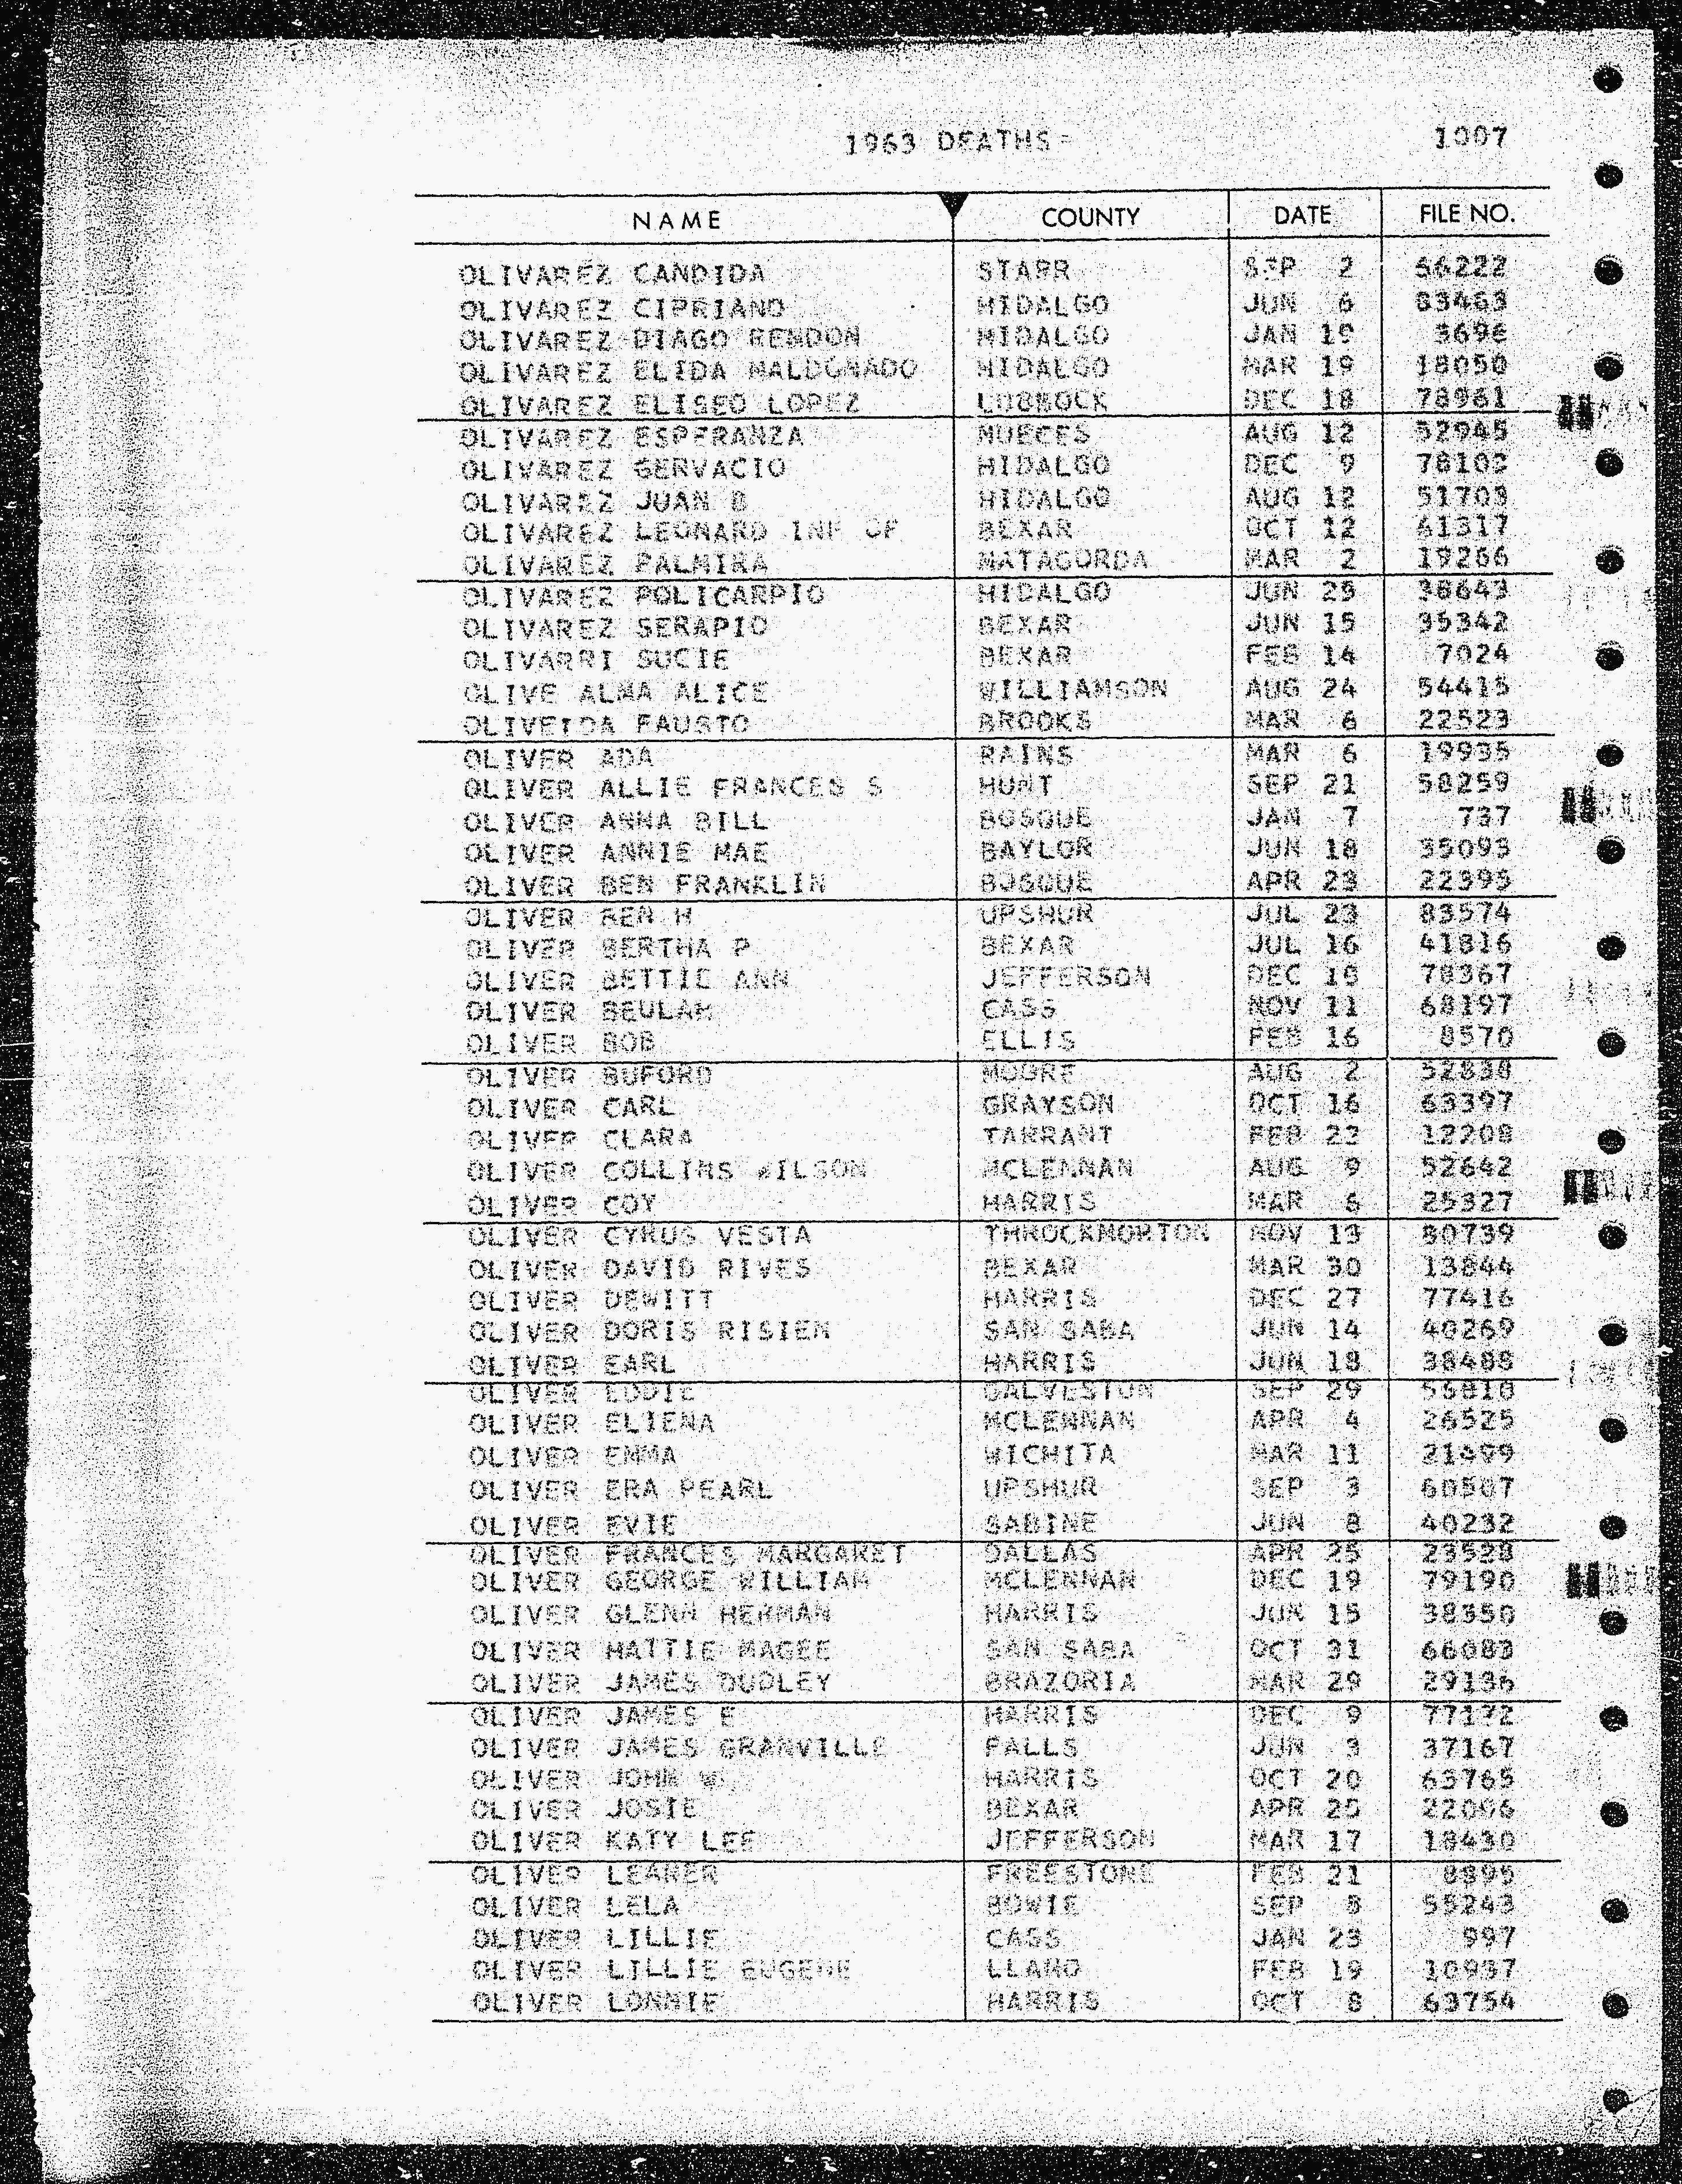 1963 DEATHS 1007
NAME COUNTY DATE FILE NO.
OLIVAREZ CANDIDA STARR SEP 2 56222
OLIVAREZ CIPRIANO HIDALGO JUN 6 83463
OLIVAREZ DIAGO RENDON HIDALGO JAN 19 3696
OLIVAREZ ELIDA MALDONADO HIDALGO MAR 19 18050
OLIVAREZ ELISEO LOPEZ LUBBOCK DEC 18 78961
OLIVAREZ ESPERANZA NUECES AUG 12 52945
OLIVAREZ GERVACIO HIDALGO DEC 9 78102
OLIVAREZ JUAN B HIDALGO AUG 12 51703
OLIVAREZ LEONARD INF OF BEXAR OCT 12 61317
OLIVAREZ PALMIRA MATAGORDA MAR 2 19266
OLIVAREZ POLICARPIO HIDALGO JUN 25 38643
OLIVAREZ SERAPIO BEXAR JUN 15 35342
OLIVARRI SUCIE BEXAR FEB 14 7024
OLIVE ALMA ALICE WILLIAMSON AUG 24 54415
OLIVEIDA FAUSTO BROOKS MAR 6 22523
OLIVER ADA RAINS MAR 6 19935
OLIVER ALLIE FRANCES S HUNT SEP 21 58259
OLIVER ANNA BILL BOSQUE JAN 7 737
OLIVER ANNIE MAE BAYLOR JUN 18 35093
OLIVER BEN FRANKLIN BOSQUE APR 23 22395
OLIVER BEN H UPSHUR JUL 23 83574
OLIVER BERTHA P BEXAR JUL 16 41816
OLIVER BETTIE ANN JEFFERSON DEC 18 78367
OLIVER BEULAH CASS NOV 11 68197
OLIVER BOB ELLIS FEB 16 8570
OLIVER BUFORD MOORE AUG 2 52838
OLIVER CARL GRAYSON OCT 16 63397
OLIVER CLARA TARRANT FEB 23 12208
OLIVER COLLINS WILSON MCLENNAN AUG 9 52642
OLIVER COY HARRIS MAR 6 25327
OLIVER CYRUS VESTA THROCKMORTON NOV 13 80739
OLIVER DAVID RIVES BEXAR MAR 30 13844
OLIVER DEWITT HARRIS DEC 27 77416
OLIVER DORIS RISIEN SAN SABA JUN 14 40269
OLIVER EARL HARRIS JUN 18 38488
OLIVER EDDIE GALVESTON SEP 29 56818
OLIVER ELIENA MCLENNAN APR 4 26525
OLIVER EMMA WICHITA MAR 11 21499
OLIVER ERA PEARL UPSHUR SEP 3 60507
OLIVER EVIE SABINE JUN 8 40232
OLIVER FRANCES MARGARET DALLAS APR 25 23528
OLIVER GEORGE WILLIAM MCLENNAN DEC 19 79190
OLIVER GLENN HERMAN HARRIS JUN 15 38350
OLIVER HATTIE MAGEE SAN SABA OCT 31 66083
OLIVER JAMES DUDLEY BRAZORIA MAR 29 29136
OLIVER JAMES E HARRIS DEC 9 77172
OLIVER JAMES GRANVILLE FALLS JUN 3 37167
OLIVER JOHN W HARRIS OCT 20 63765
OLIVER JOSIE BEXAR APR 25 22006
OLIVER KATY LEE JEFFERSON MAR 17 18430
OLIVER LEANER FREESTONE FEB 21 8895
OLIVER LELA BOWIE SEP 8 55243
OLIVER LILLIE CASS JAN 23 997
OLIVER LILLIE EUGENE LLANO FEB 19 10937
OLIVER LONNIE HARRIS OCT 8 63754